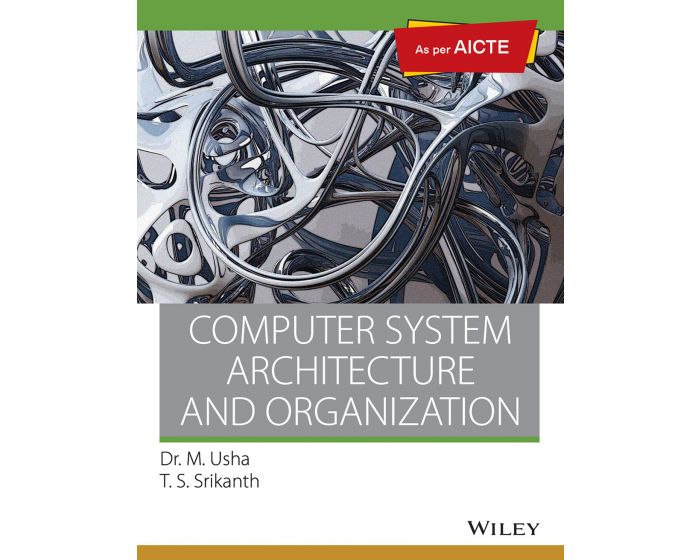 As per AICTE
COMPUTER SYSTEM
ARCHITECTURE
AND ORGANIZATION
Dr. M. Usha
T. S. Srikanth
WILEY